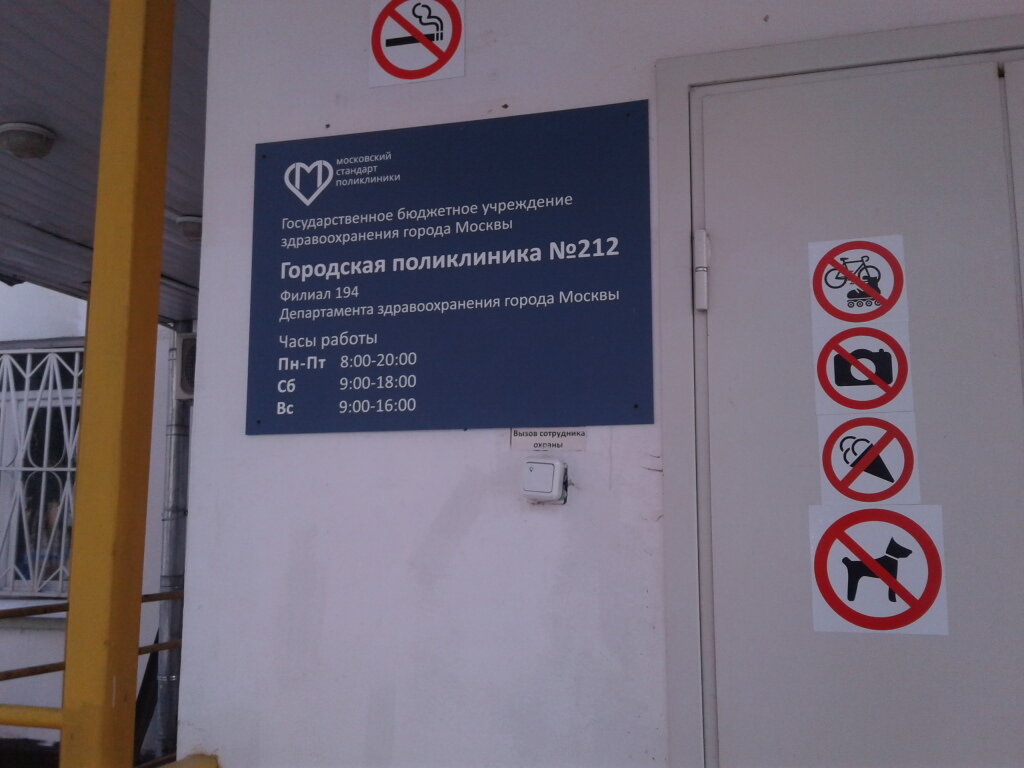 московский
стандарт
поликлиники
Государственное бюджетное учреждение
здравоохранения города Москвы
Городская поликлиника №212
Филиал 194
Департамента здравоохранения города Москвы
Часы работы
Пн-Пт 8:00-20:00
Сб 9:00-18:00
Вс 9:00-16:00
Вызов сотрудника
охраны